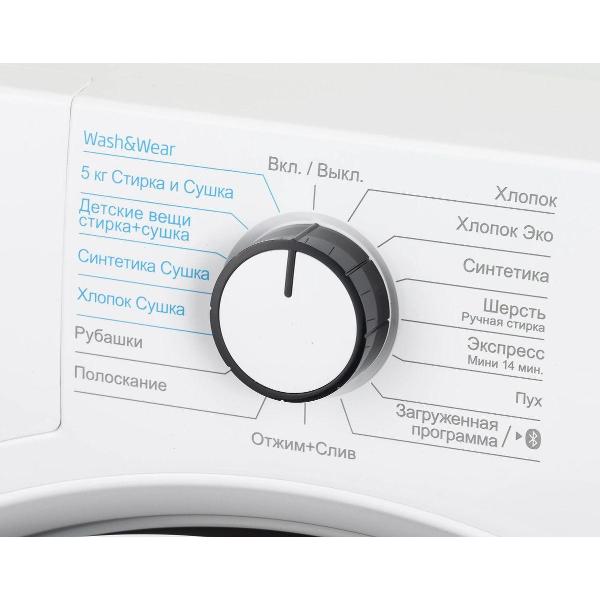 Wash&Wear
5 кг Стирка и Сушка
Детские вещи
стирка+сушка
Синтетика Сушка
Хлопок Сушка
Рубашки
Полоскание
Отжим+Слив
Вкл. / Выкл.
Хлопок
Хлопок Эко
Синтетика
Шерсть
Ручная стирка
Экспресс
Мини 14 мин.
Пух
Загруженная
программа /